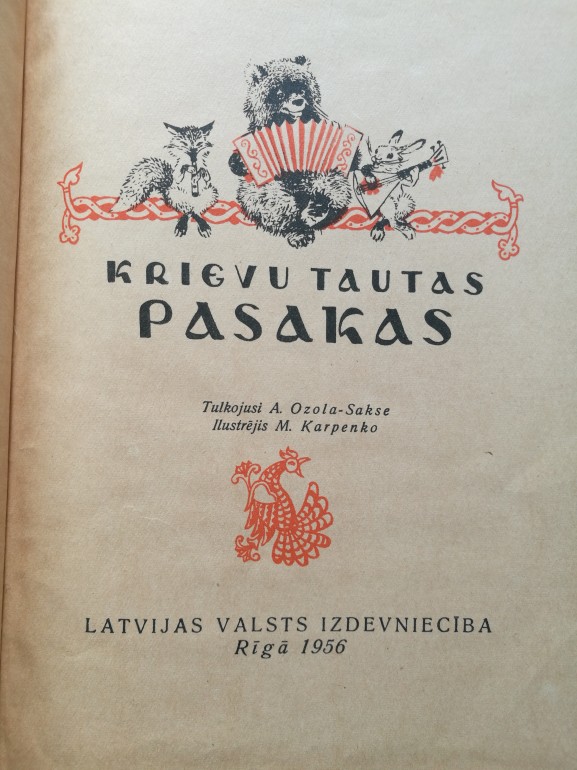 KRIEVU TAUTAS
PASAKAS
Tulkojusi A. Ozola-Sakse
Ilustrējis M. Karpenko
LATVIJAS VALSTS IZDEVNIECĪBA
Rīgā 1956